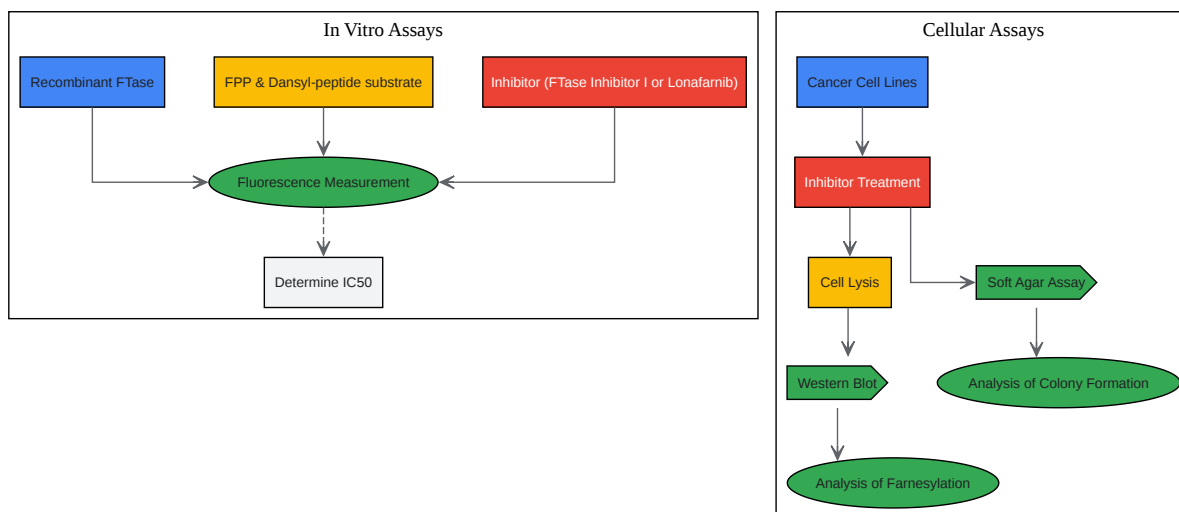 In Vitro Assays
Recombinant FTase
FPP & Dansyl-peptide substrate
Inhibitor (FTase Inhibitor I or Lonafarnib)
Fluorescence Measurement
Determine IC50
Cellular Assays
Cancer Cell Lines
Inhibitor Treatment
Cell Lysis
Soft Agar Assay
Western Blot
Analysis of Colony Formation
Analysis of Farnesylation